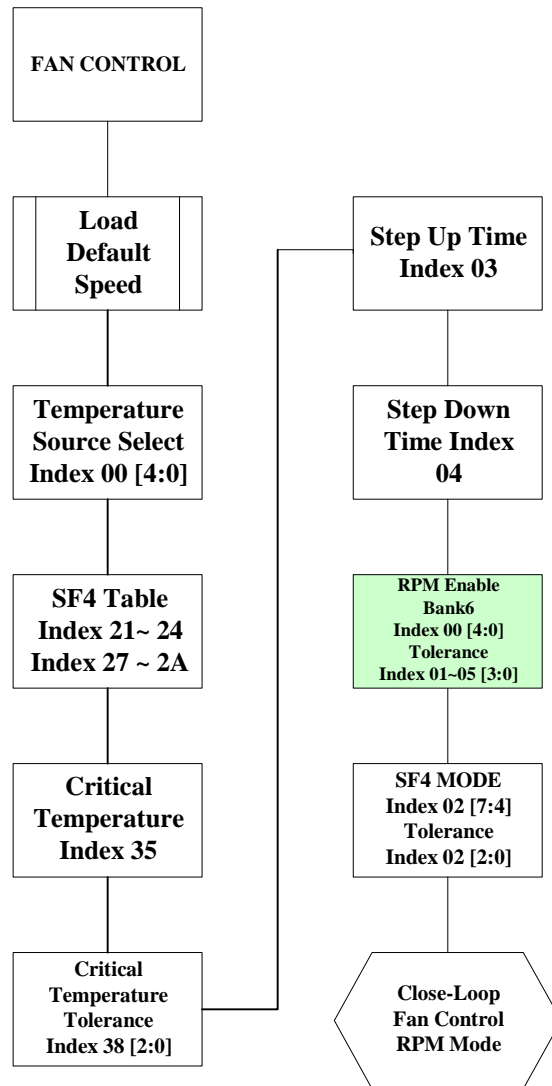 FAN CONTROL
Load
Default
Speed
Temperature
Source Select
Index 00 [4:0]
SF4 Table
Index 21~ 24
Index 27 ~ 2A
Critical
Temperature
Index 35
Critical
Temperature
Tolerance
Index 38 [2:0]
Step Up Time
Index 03
Step Down
Time Index
04
RPM Enable
Bank6
Index 00 [4:0]
Tolerance
Index 01~05 [3:0]
SF4 MODE
Index 02 [7:4]
Tolerance
Index 02 [2:0]
Close-Loop
Fan Control
RPM Mode